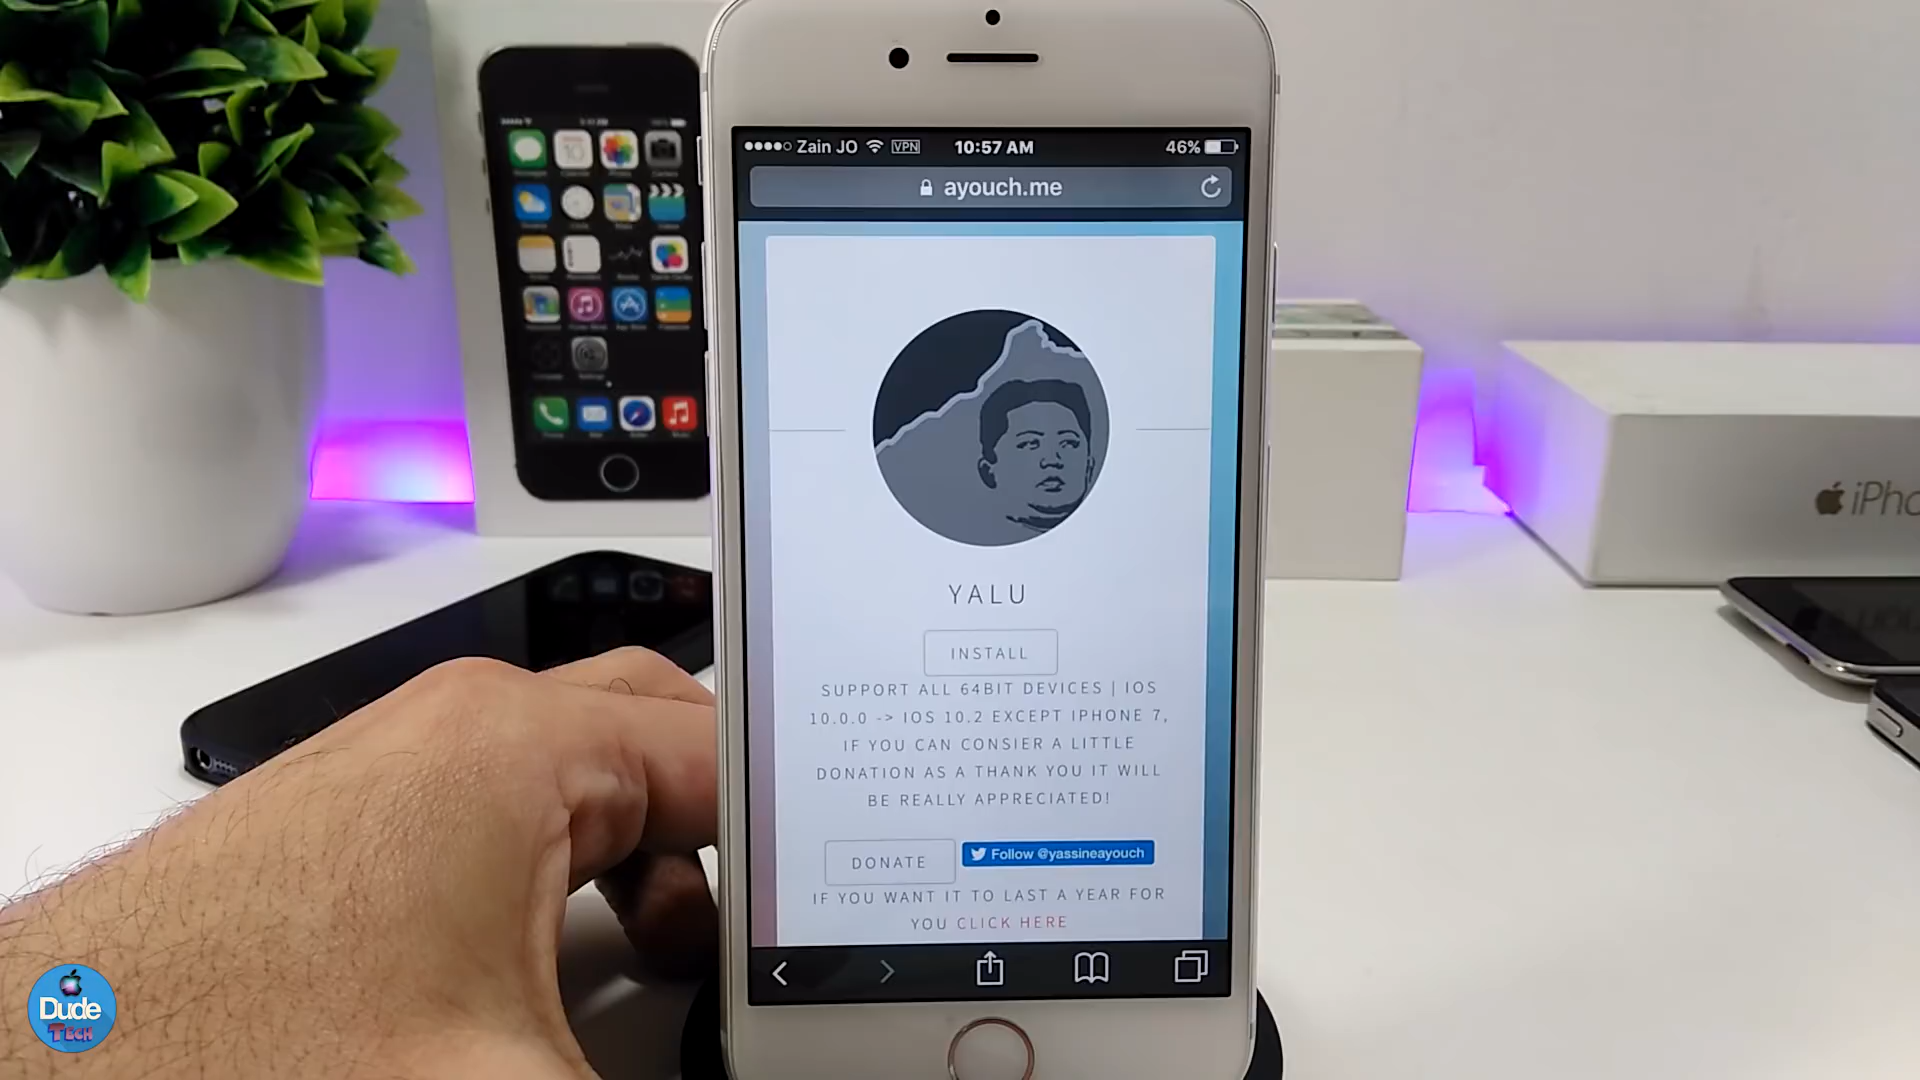 Zain JO VPN 10:57 AM 46%
ayouch.me
YALU
INSTALL
SUPPORT ALL 64BIT DEVICES | IOS
10.0.0 -> IOS 10.2 EXCEPT IPHONE 7,
IF YOU CAN CONSIER A LITTLE
DONATION AS A THANK YOU IT WILL
BE REALLY APPRECIATED!
DONATE
Follow @yassineayouch
IF YOU WANT IT TO LAST A YEAR FOR
YOU CLICK HERE
Dude
TECH